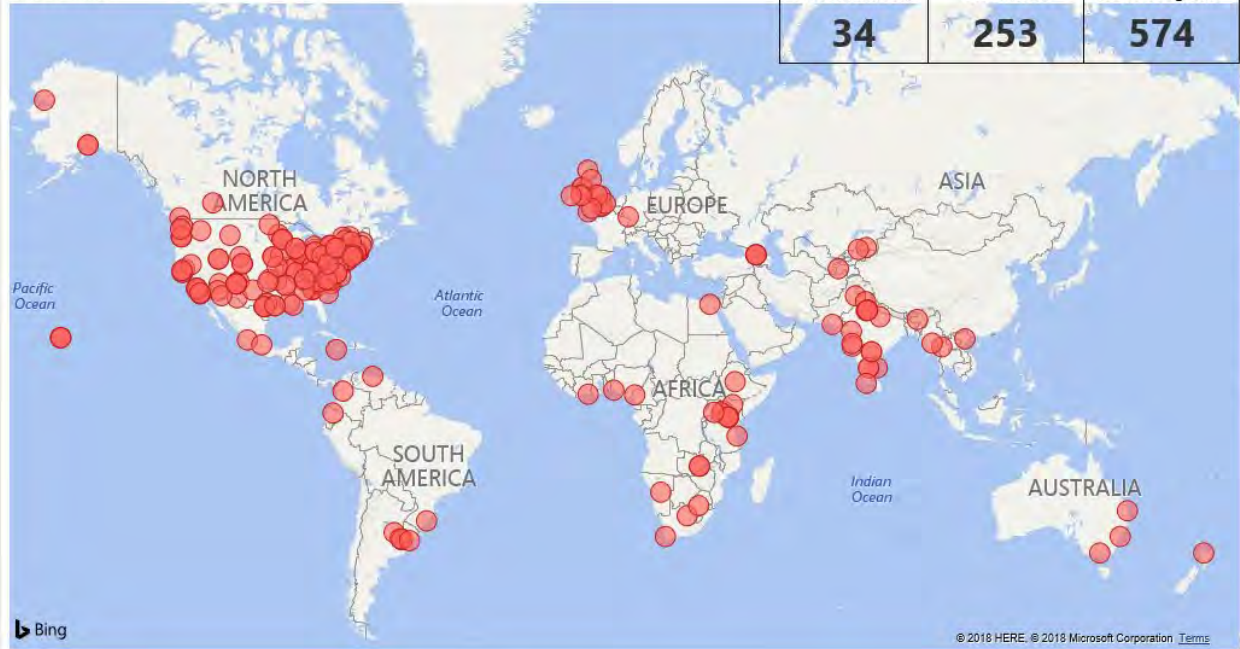 34 253 574
NORTH
AMERICA
ASIA
EUROPE
Pacific
Ocean
Atlantic
Ocean
AFRICA
SOUTH
AMERICA
Indian
Ocean
AUSTRALIA
Bing
© 2018 HERE, © 2018 Microsoft Corporation Terms